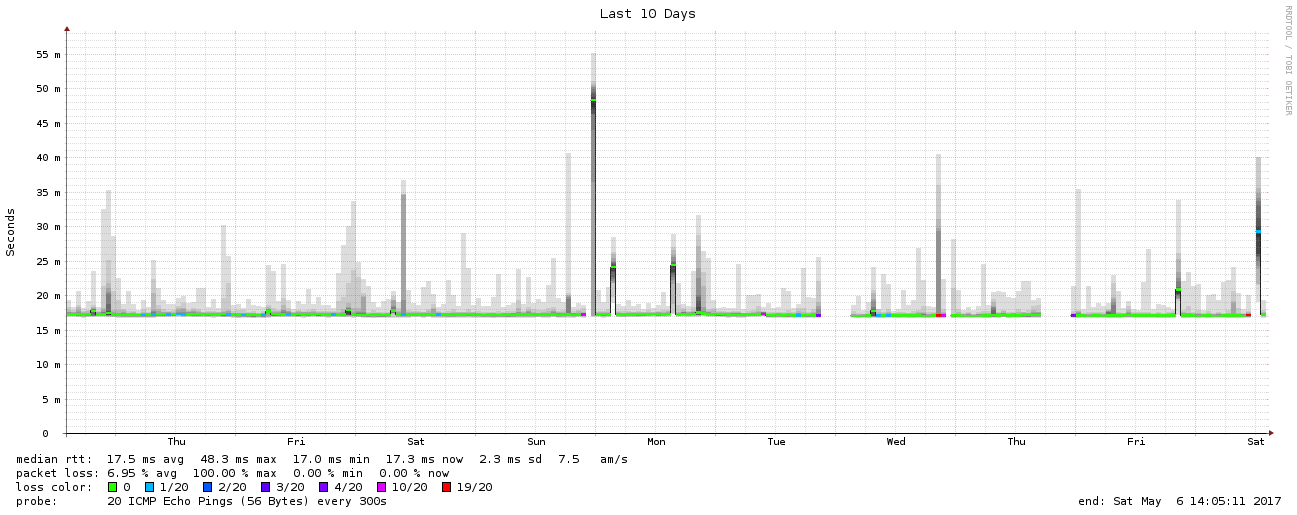 Last 10 Days
RRDTOOL / TOBI OETIKER
Seconds
55 m
50 m
45 m
40 m
35 m
30 m
25 m
20 m
15 m
10 m
5 m
0
Thu Fri Sat Sun Mon Tue Wed Thu Fri Sat
median rtt: 17.5 ms avg 48.3 ms max 17.0 ms min 17.3 ms now 2.3 ms sd 7.5 am/s
packet loss: 6.95 % avg 100.00 % max 0.00 % min 0.00 % now
loss color: 0 1/20 2/20 3/20 4/20 10/20 19/20
probe: 20 ICMP Echo Pings (56 Bytes) every 300s end: Sat May 6 14:05:11 2017